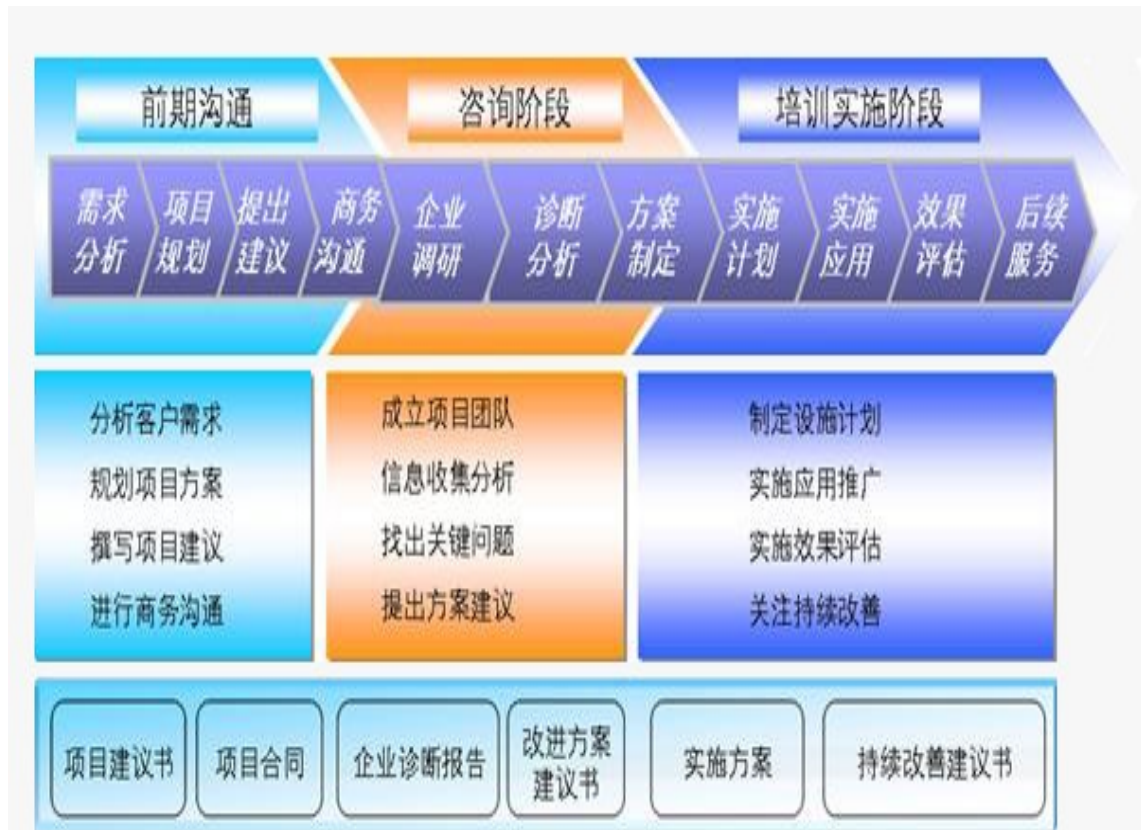 前期沟通
咨询阶段
培训实施阶段
需求
分析
项目
规划
提出
建议
商务
沟通
企业
调研
诊断
分析
方案
制定
实施
计划
实施
应用
效果
评估
后续
服务
分析客户需求
规划项目方案
撰写项目建议
进行商务沟通
成立项目团队
信息收集分析
找出关键问题
提出方案建议
制定设施计划
实施应用推广
实施效果评估
关注持续改善
项目建议书
项目合同
企业诊断报告
改进方案
建议书
实施方案
持续改善建议书